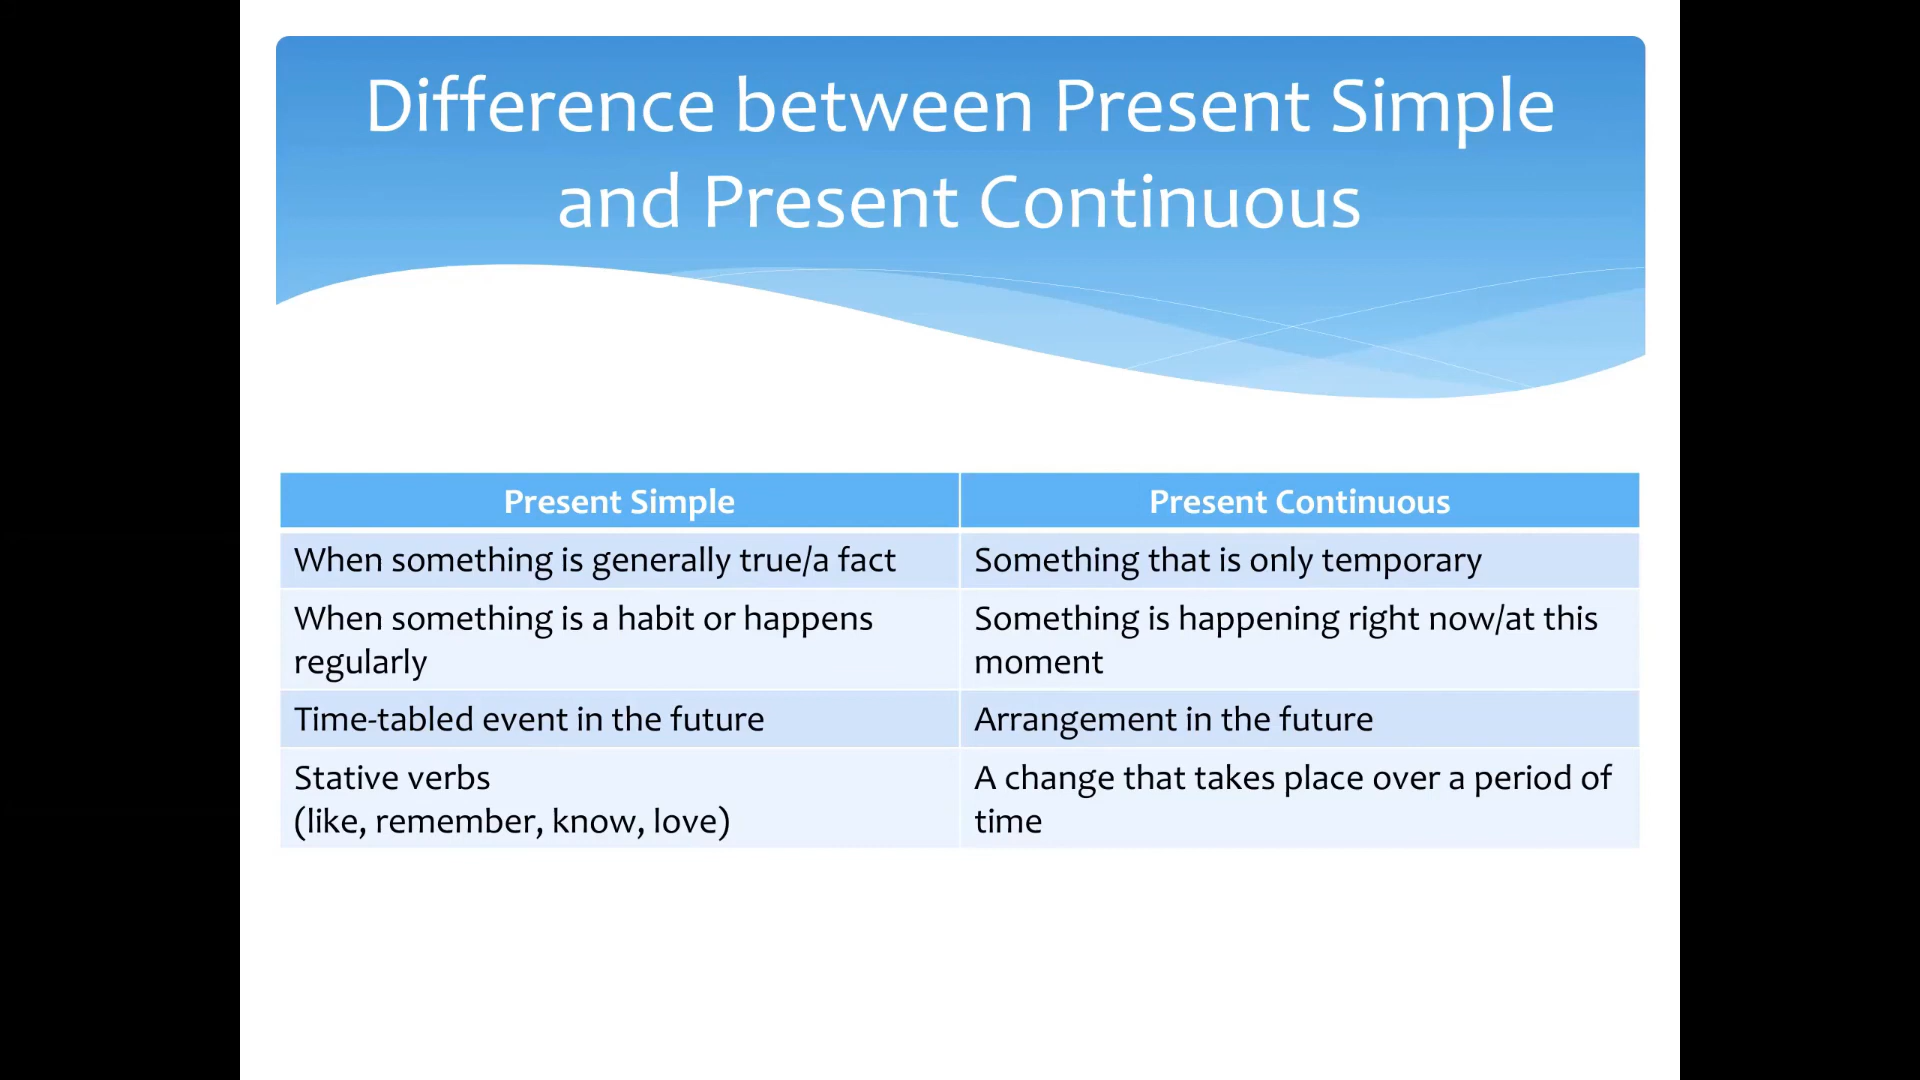 Difference between Present Simple
and Present Continuous
Present Simple
Present Continuous
When something is generally true/a fact
Something that is only temporary
When something is a habit or happens
regularly
Something is happening right now/at this
moment
Time-tabled event in the future
Arrangement in the future
Stative verbs
(like, remember, know, love)
A change that takes place over a period of
time